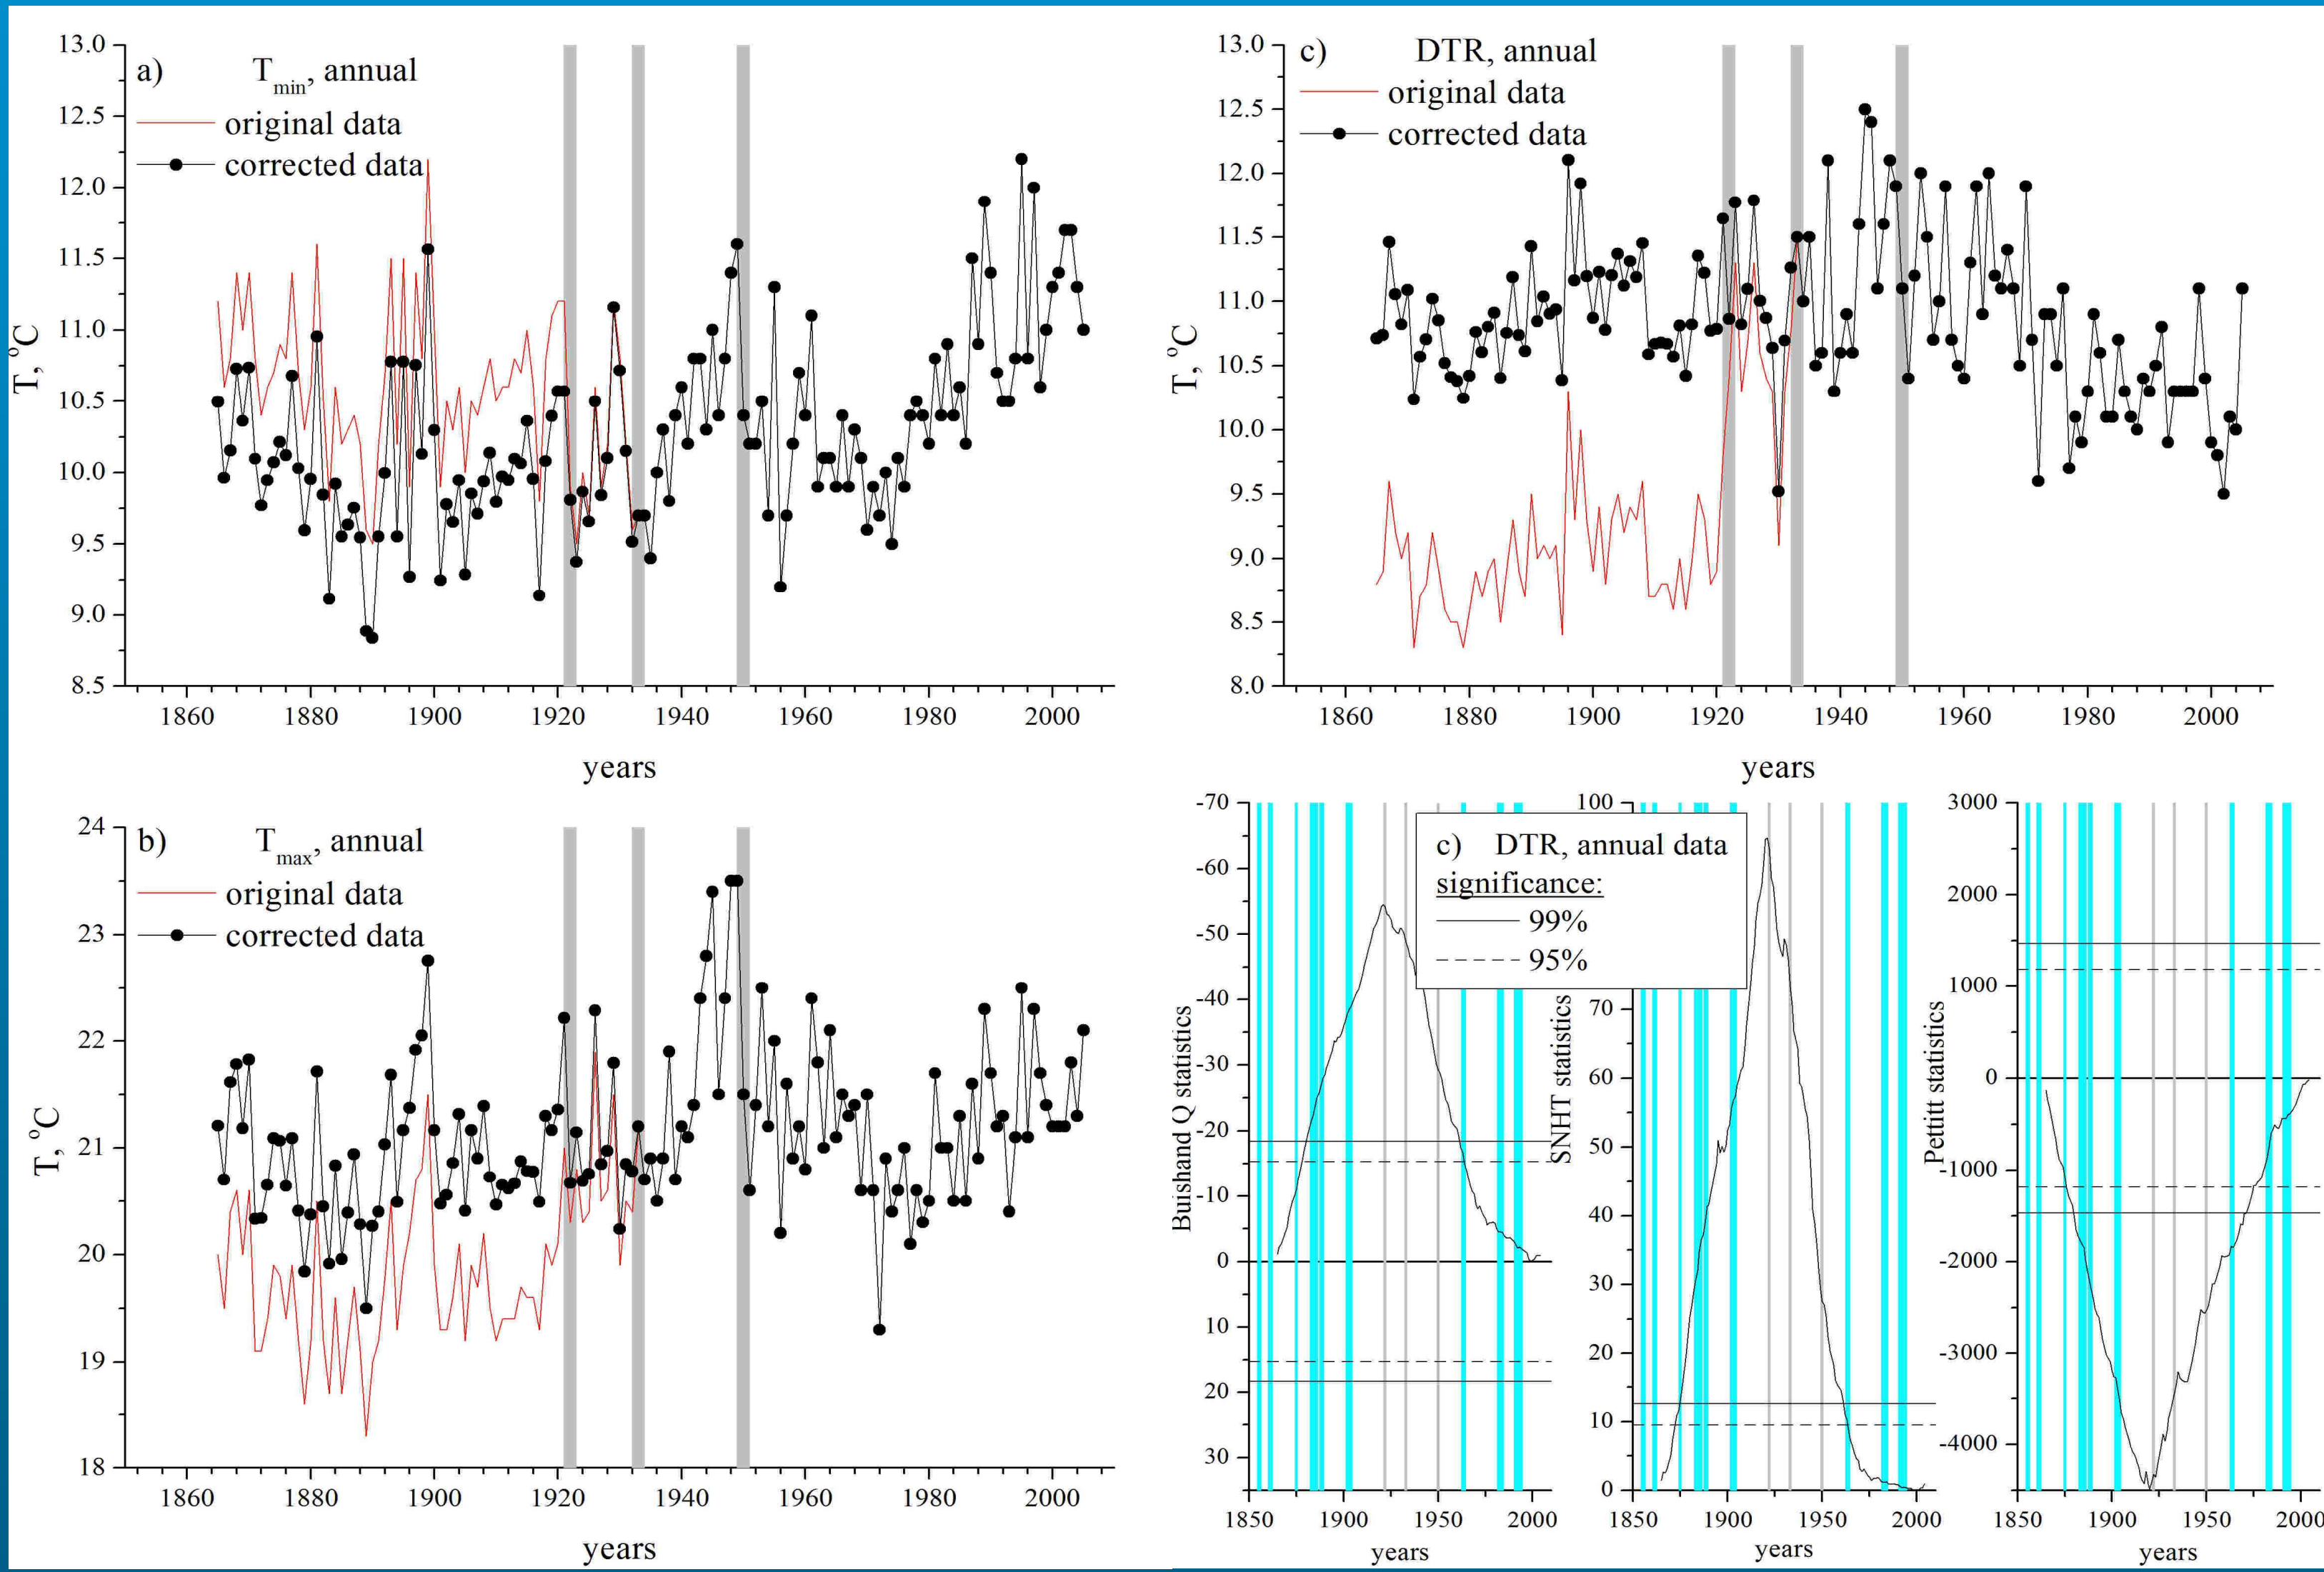 a) Tmin, annual
original data
corrected data
13.0
12.5
12.0
11.5
11.0
10.5
10.0
9.5
9.0
8.5
T, ºC
1860 1880 1900 1920 1940 1960 1980 2000
years
c) DTR, annual
original data
corrected data
13.0
12.5
12.0
11.5
11.0
10.5
10.0
9.5
9.0
8.5
8.0
T, ºC
1860 1880 1900 1920 1940 1960 1980 2000
years
b) Tmax, annual
original data
corrected data
24
23
22
21
20
19
18
T, ºC
1860 1880 1900 1920 1940 1960 1980 2000
years
c) DTR, annual data
significance:
99%
95%
-70
-60
-50
-40
-30
-20
-10
0
10
20
30
Buishand Q statistics
1850 1900 1950 2000
years
100
70
60
50
40
30
20
10
0
SNHT statistics
1850 1900 1950 2000
years
3000
2000
1000
0
-1000
-2000
-3000
-4000
Pettitt statistics
1850 1900 1950 2000
years